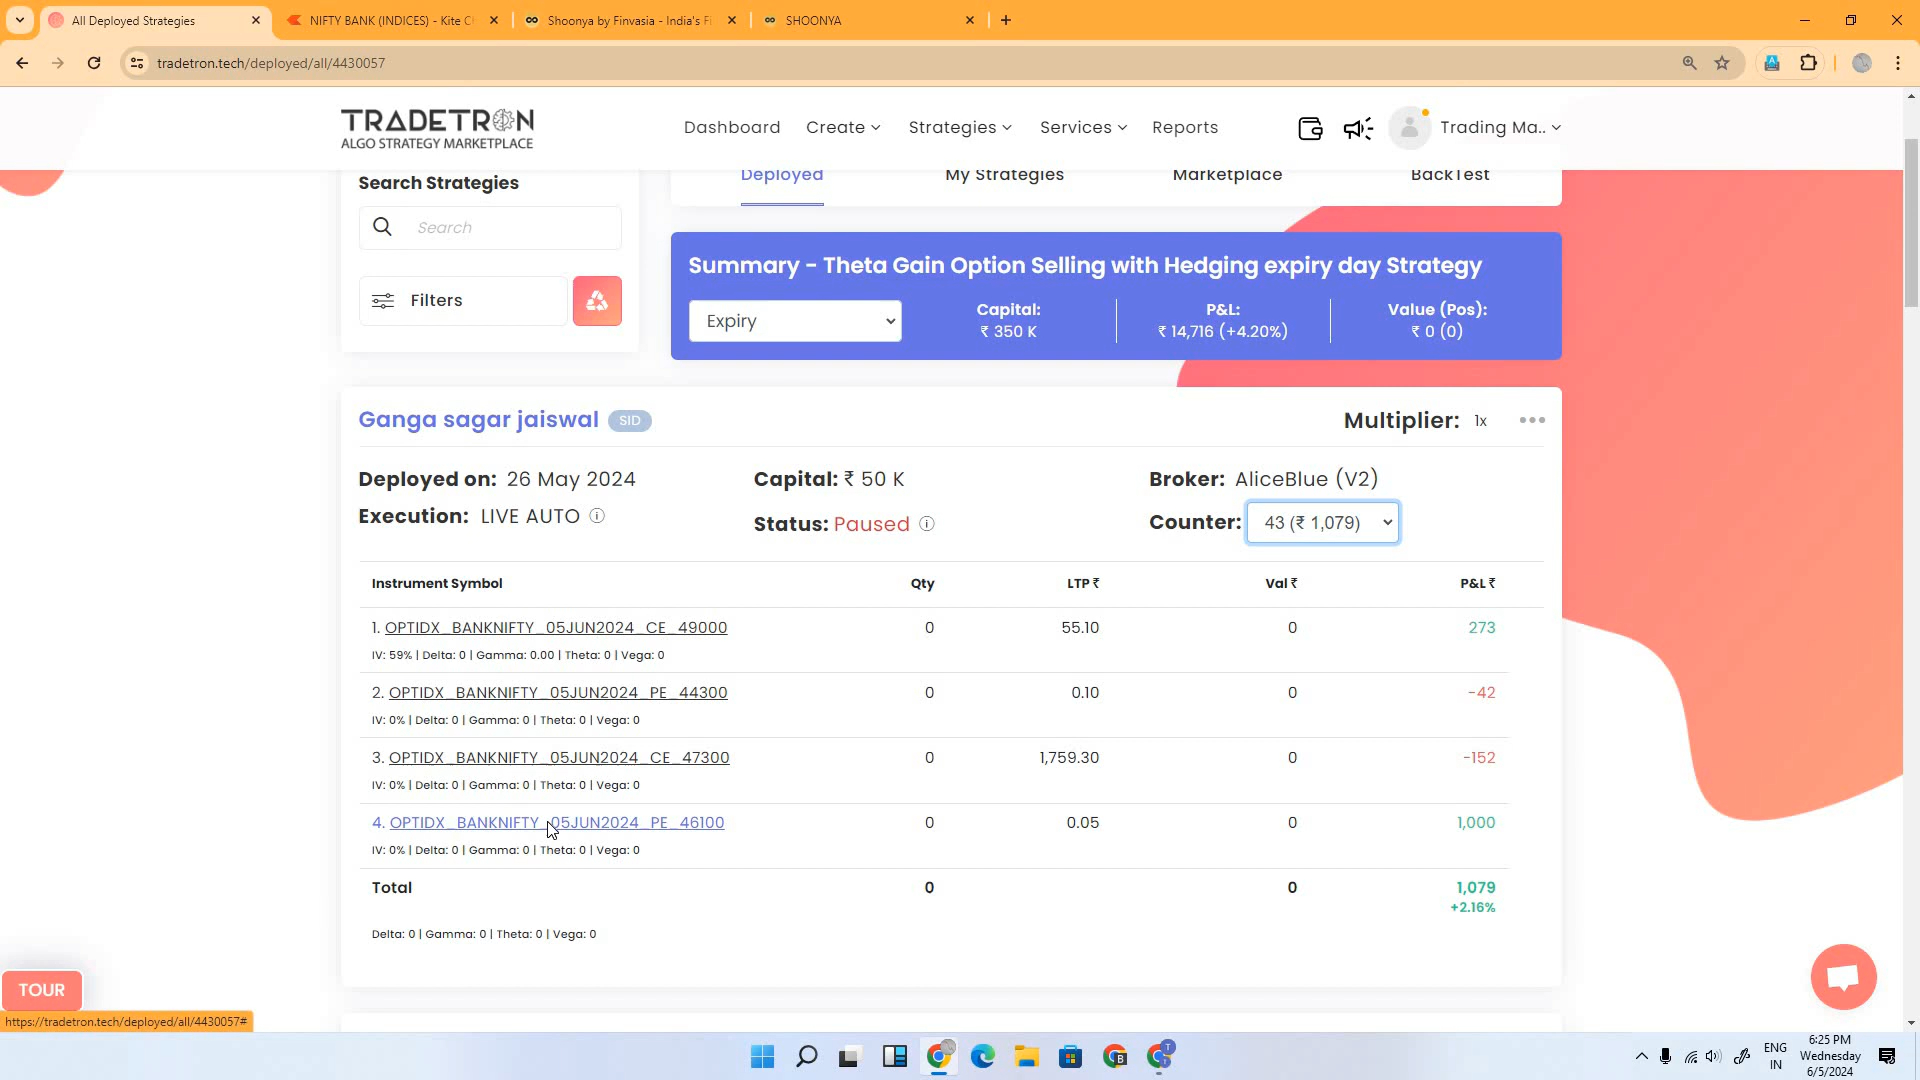 All Deployed Strategies
NIFTY BANK (INDICES) - Kite C
Shoonya by Finvasia - India's Fi
SHOONYA
tradetron.tech/deployed/all/4430057
TRADETRON
ALGO STRATEGY MARKETPLACE
Dashboard
Create
Strategies
Services
Reports
Trading Ma..
Search Strategies
Search
Filters
Deployed
My Strategies
Marketplace
BackTest
Summary - Theta Gain Option Selling with Hedging expiry day Strategy
Expiry
Capital:
₹ 350 K
P&L:
₹ 14,716 (+4.20%)
Value (Pos):
₹ 0 (0)
Ganga sagar jaiswal SID
Multiplier: 1x
Deployed on: 26 May 2024
Capital: ₹ 50 K
Broker: AliceBlue (V2)
Execution: LIVE AUTO
Status: Paused
Counter: 43 (₹ 1,079)
Instrument Symbol Qty LTP ₹ Val ₹ P&L ₹
1. OPTIDX_BANKNIFTY_05JUN2024_CE_49000 0 55.10 0 273
IV: 59% | Delta: 0 | Gamma: 0.00 | Theta: 0 | Vega: 0
2. OPTIDX_BANKNIFTY_05JUN2024_PE_44300 0 0.10 0 -42
IV: 0% | Delta: 0 | Gamma: 0 | Theta: 0 | Vega: 0
3. OPTIDX_BANKNIFTY_05JUN2024_CE_47300 0 1,759.30 0 -152
IV: 0% | Delta: 0 | Gamma: 0 | Theta: 0 | Vega: 0
4. OPTIDX_BANKNIFTY_05JUN2024_PE_46100 0 0.05 0 1,000
IV: 0% | Delta: 0 | Gamma: 0 | Theta: 0 | Vega: 0
Total 0 0 1,079
+2.16%
Delta: 0 | Gamma: 0 | Theta: 0 | Vega: 0
TOUR
https://tradetron.tech/deployed/all/4430057#
ENG
IN
6:25 PM
Wednesday
6/5/2024